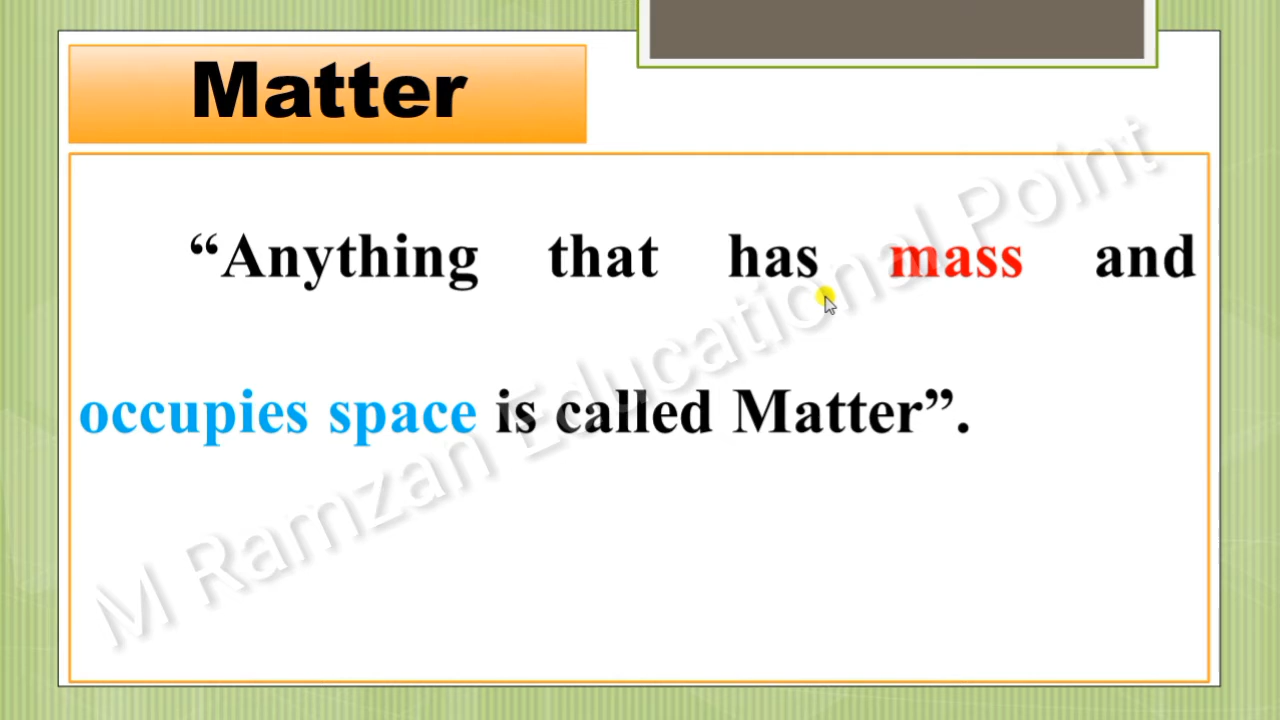 Matter
“Anything that has mass and
occupies space is called Matter”.
M Ramzan Educational Point